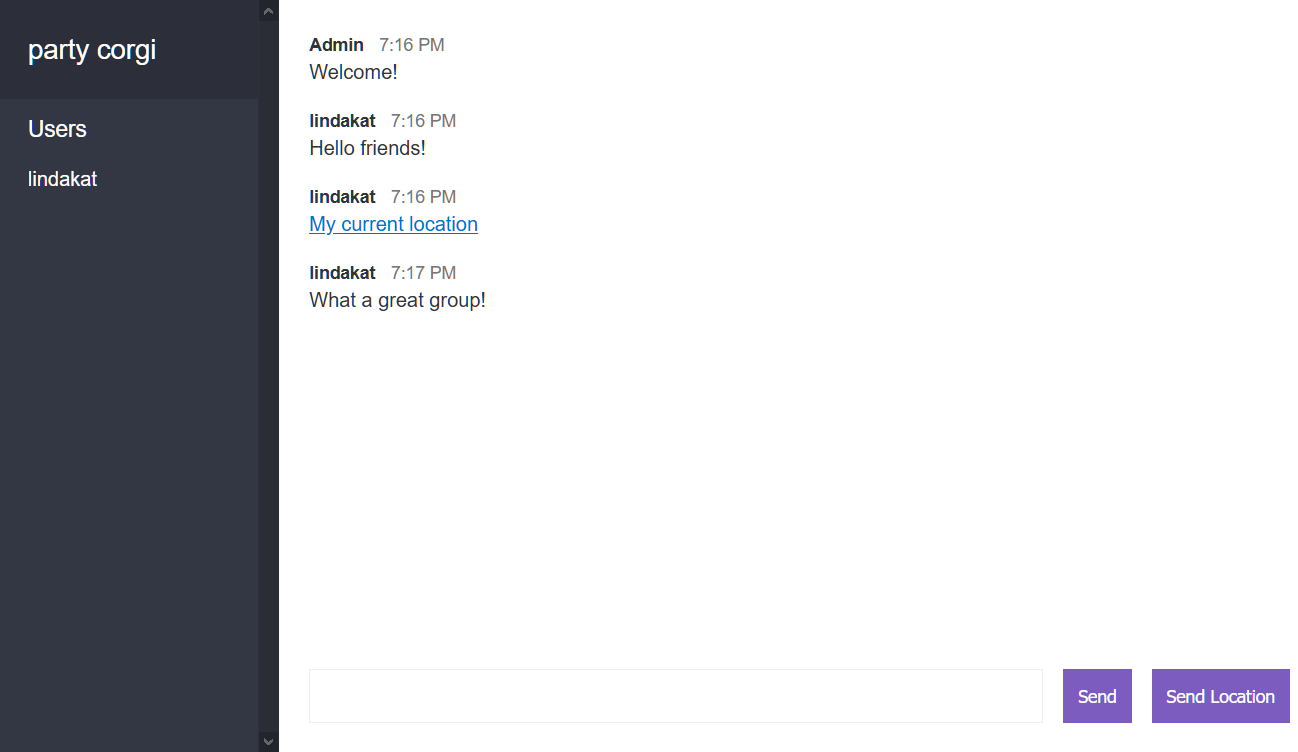 party corgi
Users
lindakat
Admin 7:16 PM
Welcome!
lindakat 7:16 PM
Hello friends!
lindakat 7:16 PM
My current location
lindakat 7:17 PM
What a great group!
Send
Send Location